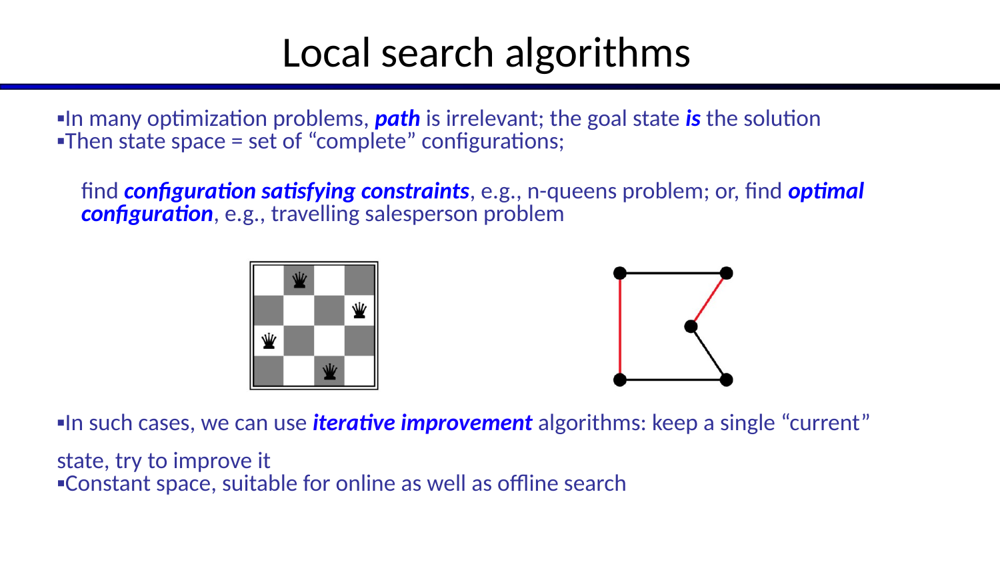 Local search algorithms
▪In many optimization problems, path is irrelevant; the goal state is the solution
▪Then state space = set of “complete” configurations;
find configuration satisfying constraints, e.g., n-queens problem; or, find optimal
configuration, e.g., travelling salesperson problem
▪In such cases, we can use iterative improvement algorithms: keep a single “current”
state, try to improve it
▪Constant space, suitable for online as well as offline search